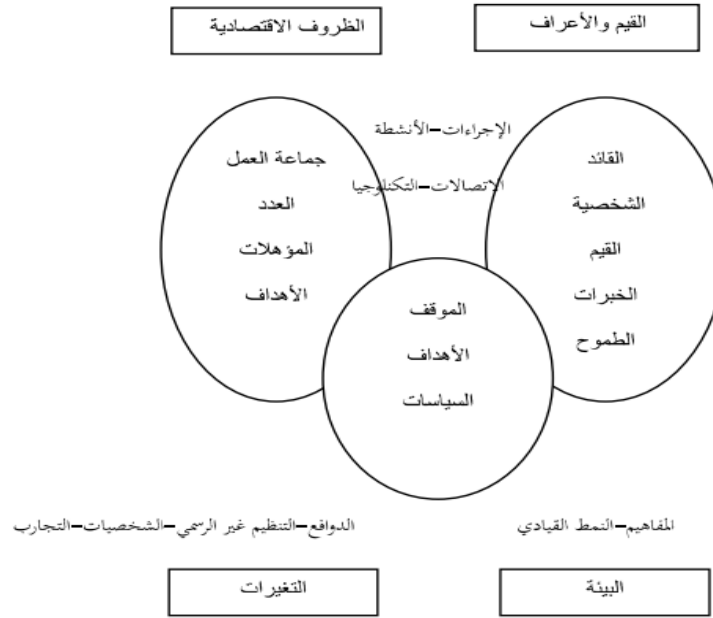 القيم والأعراف
الظروف الاقتصادية
الإجراءات–الأنشطة
الاتصالات–التكنلوجيا
القائد
الشخصية
القيم
الخبرات
الطموح
جماعة العمل
العدد
المؤهلات
الأهداف
الموقف
الأهداف
السياسات
المفاهيم–النمط القيادي
الدوافع–التنظيم غير الرسمي–الشخصيات–التجارب
البيئة
التغيرات